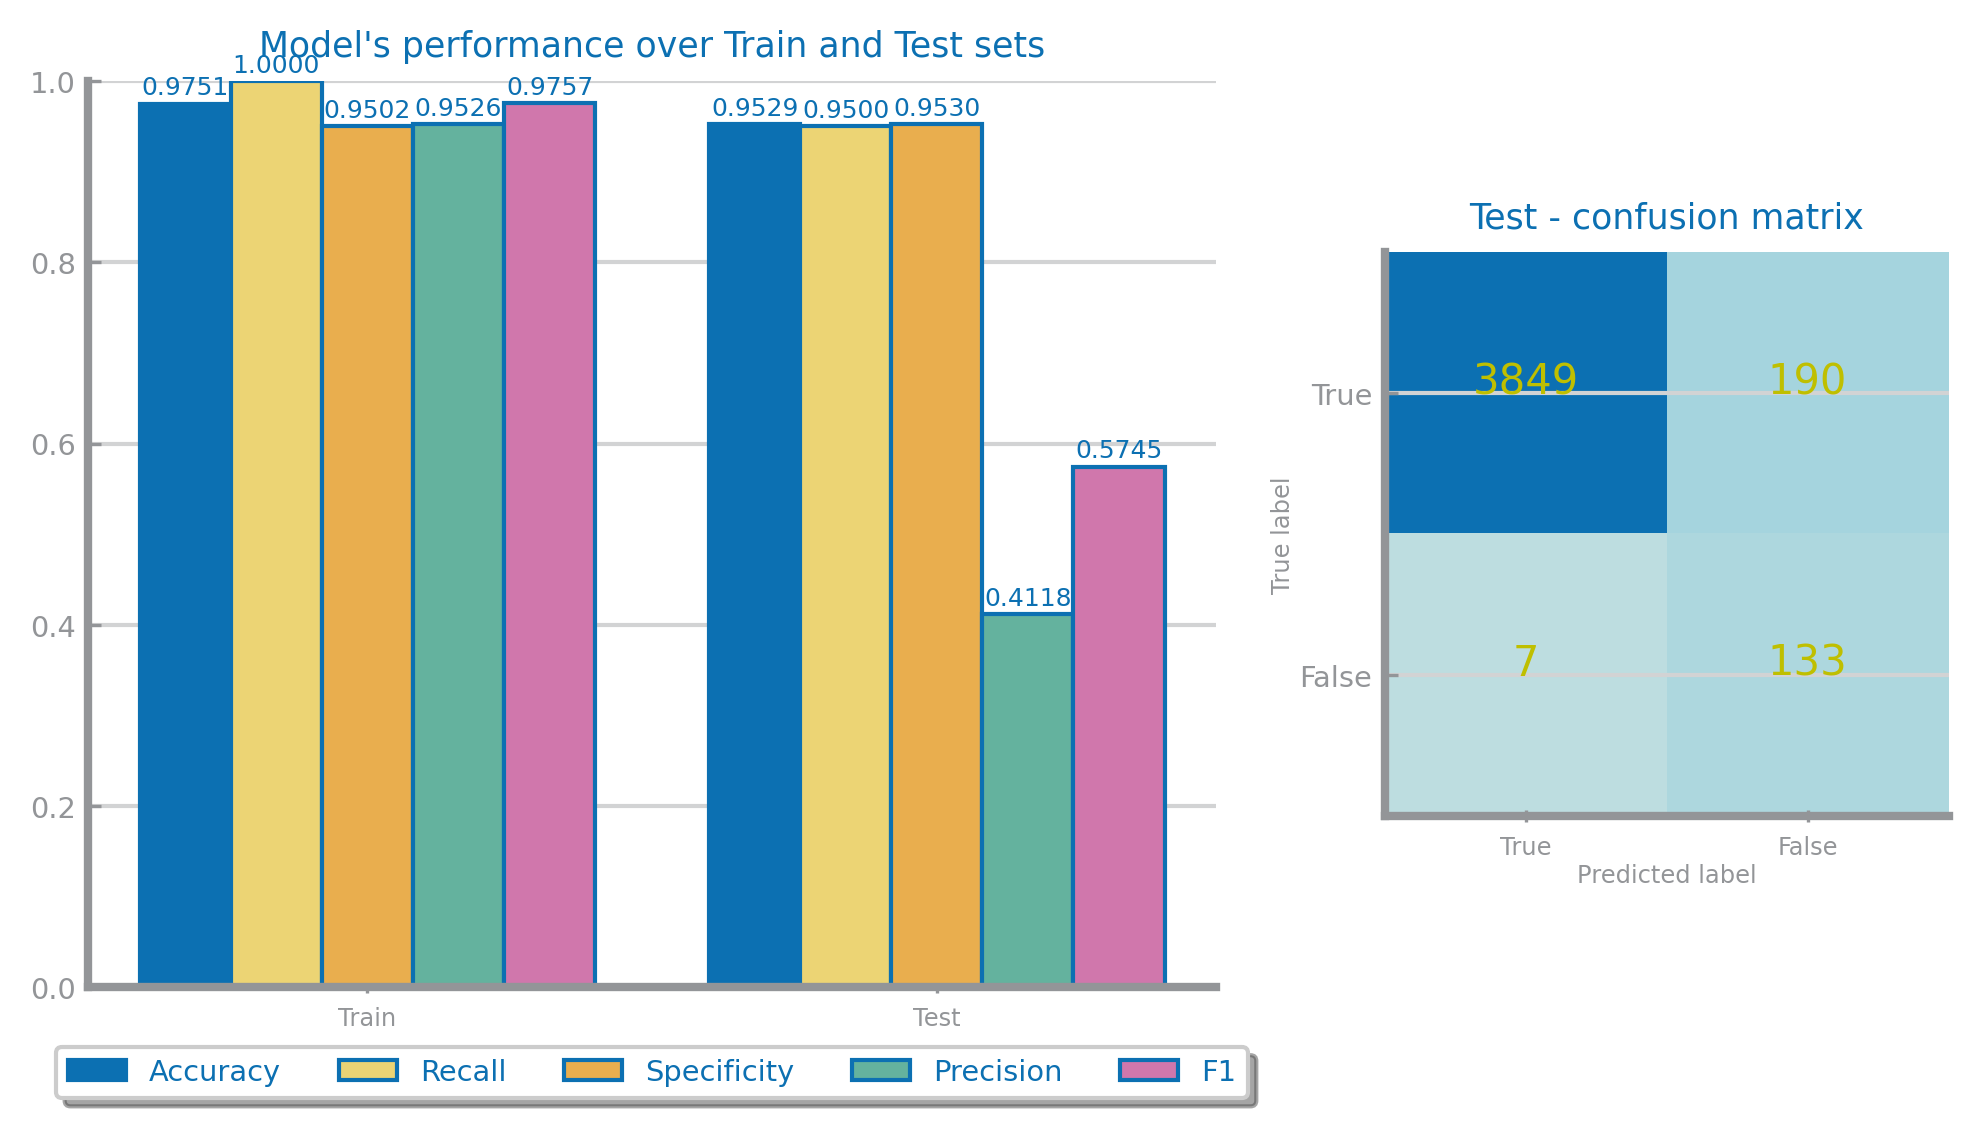 Model's performance over Train and Test sets
1.0
0.8
0.6
0.4
0.2
0.0
0.9751
1.0000
0.9502
0.9526
0.9757
0.9529
0.9500
0.9530
0.4118
0.5745
Train
Test
Accuracy
Recall
Specificity
Precision
F1
Test - confusion matrix
True label
True
False
3849
190
7
133
True
False
Predicted label